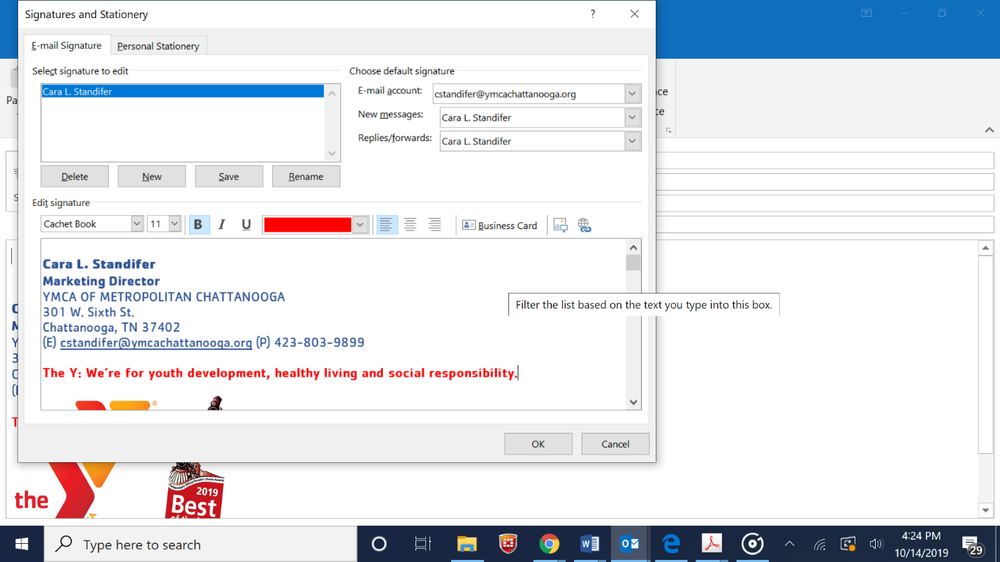 Signatures and Stationery
?
E-mail Signature
Personal Stationery
Select signature to edit
Choose default signature
Cara L. Standifer
E-mail account:
cstandifer@ymcachattanooga.org
New messages:
Cara L. Standifer
Replies/forwards:
Cara L. Standifer
Delete
New
Save
Rename
Edit signature
Cachet Book
11
B
I
U
Business Card
Cara L. Standifer
Marketing Director
YMCA OF METROPOLITAN CHATTANOOGA
301 W. Sixth St.
Chattanooga, TN 37402
(E) cstandifer@ymcachattanooga.org (P) 423-803-9899
The Y: We're for youth development, healthy living and social responsibility.
Filter the list based on the text you type into this box.
OK
Cancel
the
2019
Best
Type here to search
4:24 PM
10/14/2019
29